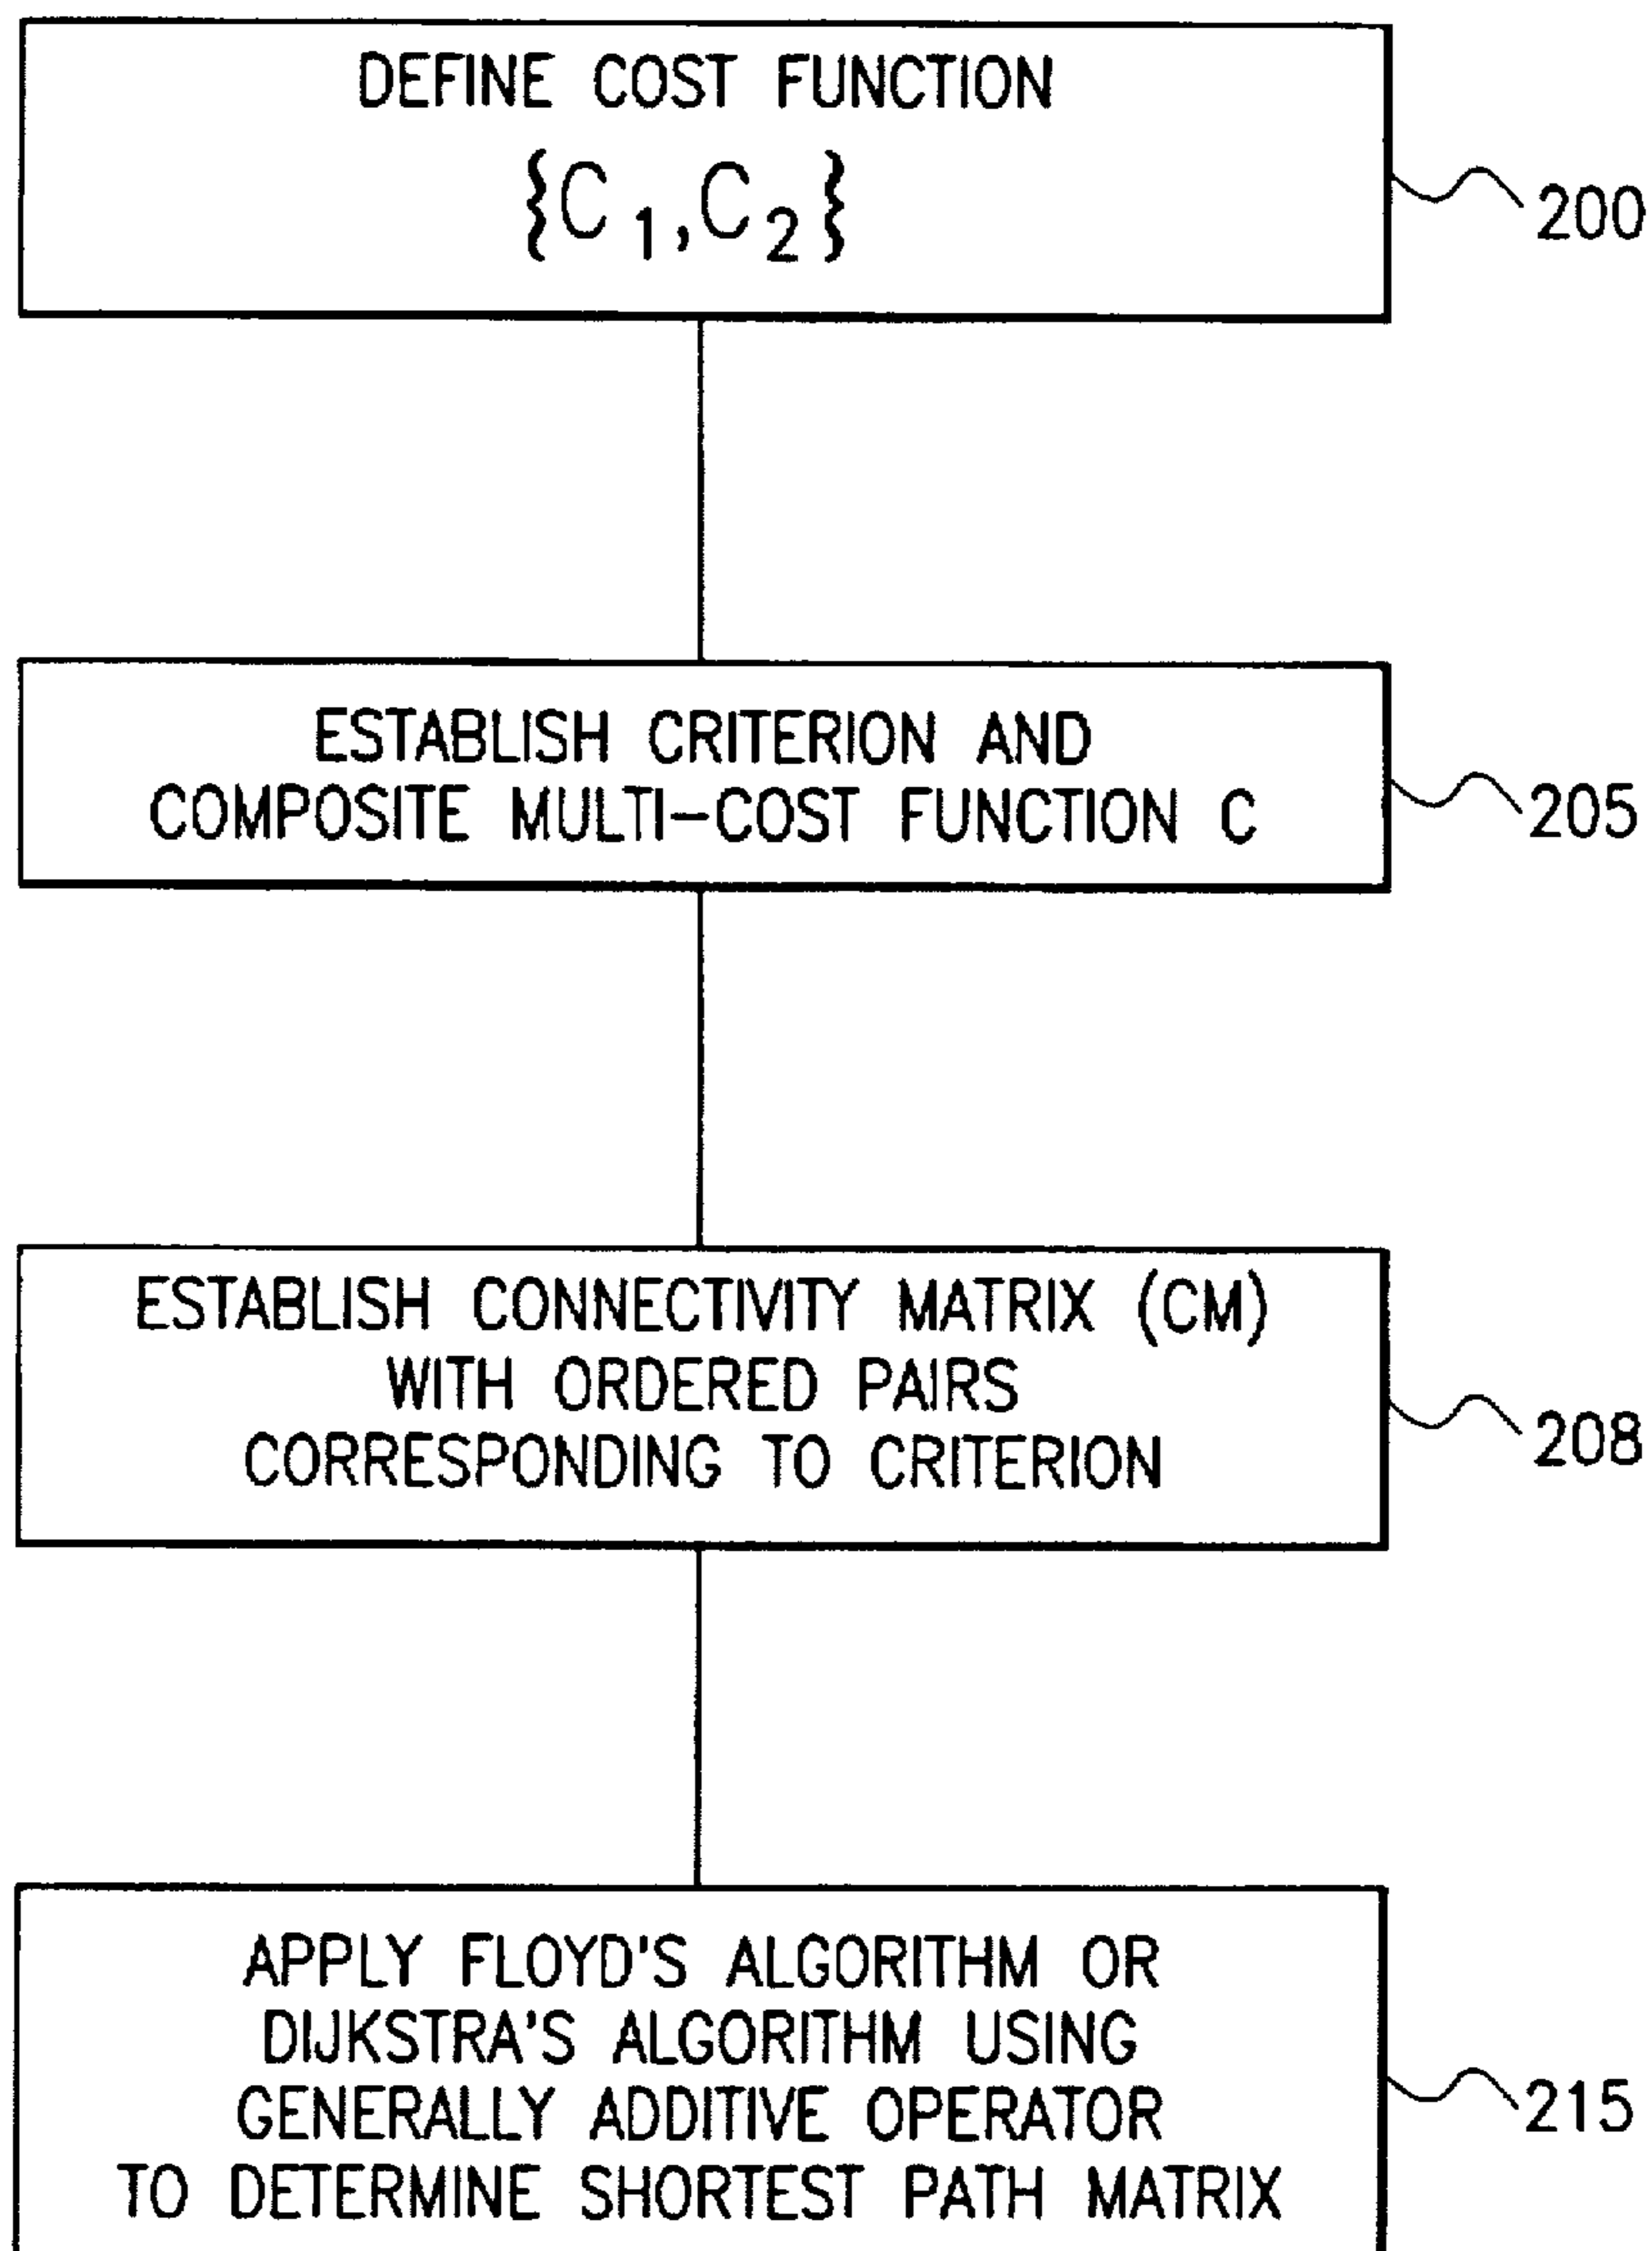 DEFINE COST FUNCTION
{C1,C2}
200
ESTABLISH CRITERION AND
COMPOSITE MULTI-COST FUNCTION C
205
ESTABLISH CONNECTIVITY MATRIX (CM)
WITH ORDERED PAIRS
CORRESPONDING TO CRITERION
208
APPLY FLOYD'S ALGORITHM OR
DIJKSTRA'S ALGORITHM USING
GENERALLY ADDITIVE OPERATOR
TO DETERMINE SHORTEST PATH MATRIX
215